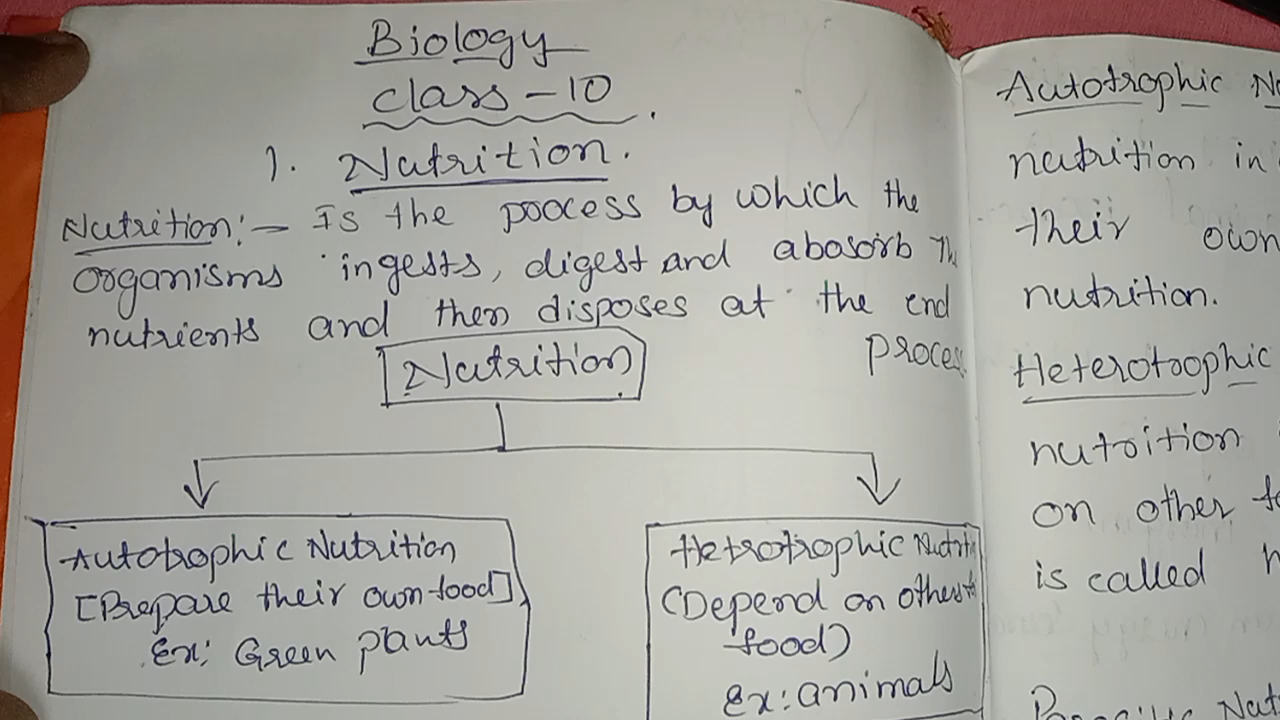 Biology
class-10
1. Nutrition.
Nutrition:- Is the process by which the
organisms ingests, digest and abosorb
nutrients and then disposes at the end
Nutrition
Autotrophic Nutrition
[Prepare their own food]
Ex: Green plants
Hetrotrophic
(Depend on others
food)
Ex: animals
Autotrophic
nutrition in
their own
nutrition.
Heterotrophic
nutrition
on other
is called